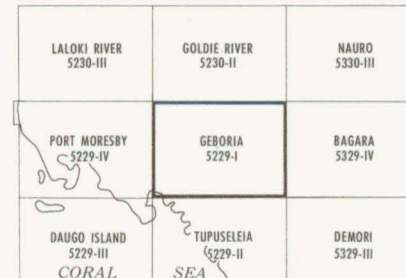 LALOKI RIVER
5230-III
GOLDIE RIVER
5230-II
NAURO
5330-III
PORT MORESBY
5229-IV
GEBORIA
5229-I
BAGARA
5329-IV
DAUGO ISLAND
5229-III
TUPUSELEIA
5229-II
DEMORI
5329-III
CORAL SEA